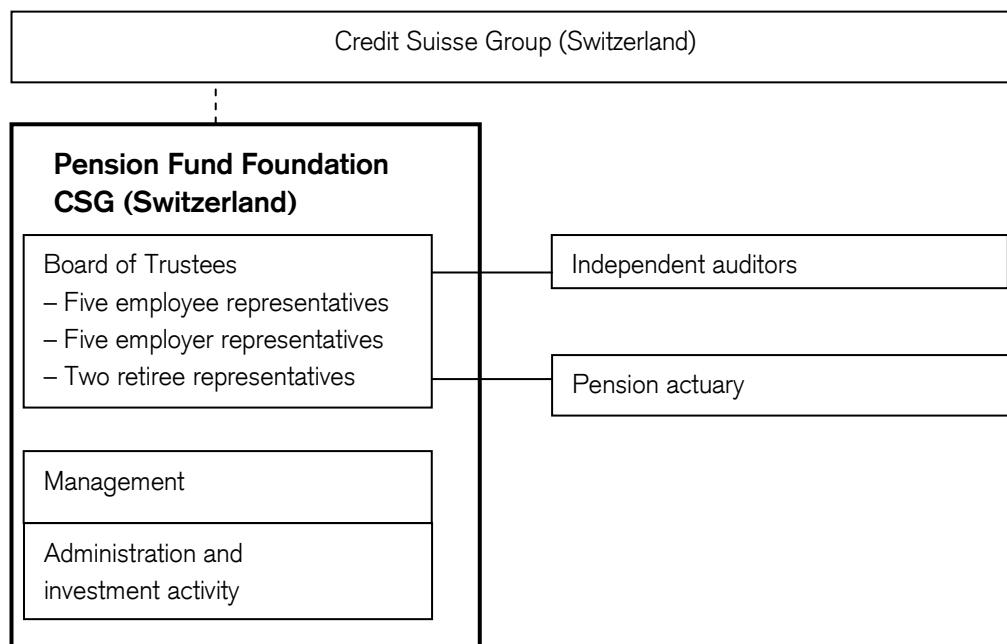 Credit Suisse Group (Switzerland)
Pension Fund Foundation
CSG (Switzerland)
Board of Trustees
– Five employee representatives
– Five employer representatives
– Two retiree representatives
Independent auditors
Pension actuary
Management
Administration and
investment activity